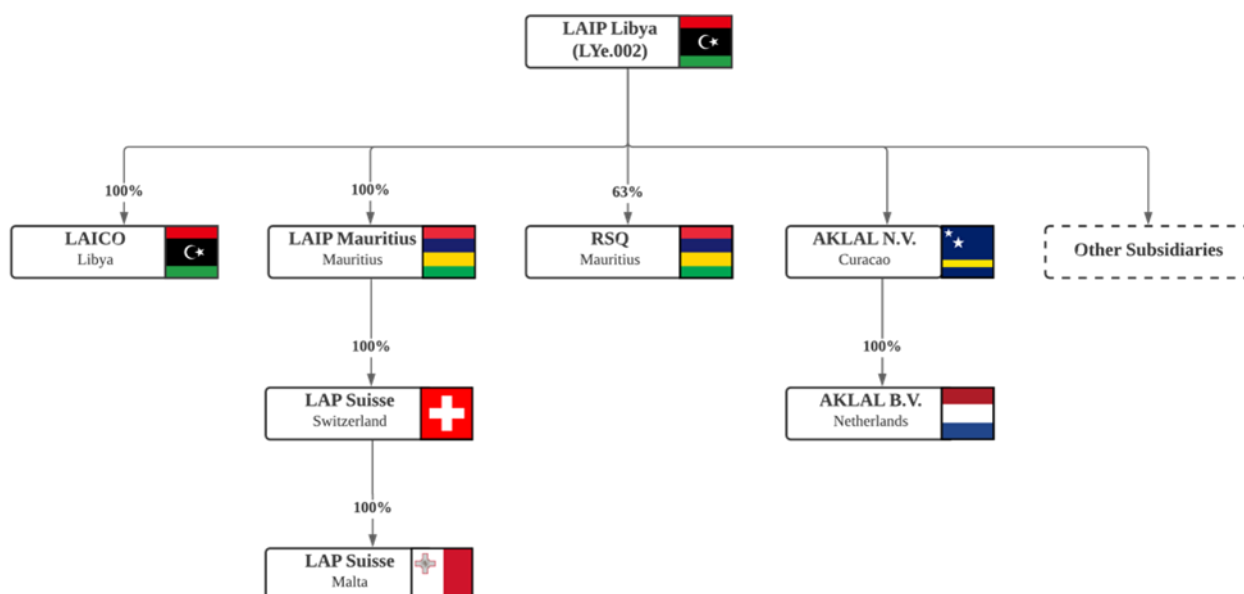 LAIP Libya
(LYe.002)
100%
100%
63%
LAICO
Libya
LAIP Mauritius
Mauritius
RSQ
Mauritius
AKLAL N.V.
Curacao
Other Subsidiaries
100%
100%
LAP Suisse
Switzerland
AKLAL B.V.
Netherlands
100%
LAP Suisse
Malta